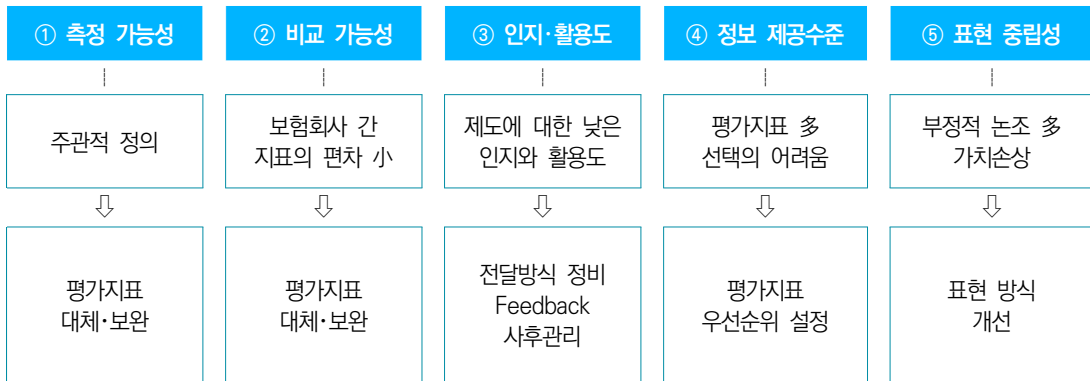 ① 측정 가능성
② 비교 가능성
③ 인지·활용도
④ 정보 제공수준
⑤ 표현 중립성
주관적 정의
보험회사 간
지표의 편차 小
제도에 대한 낮은
인지와 활용도
평가지표 多
선택의 어려움
부정적 논조 多
가치손상
평가지표
대체·보완
평가지표
대체·보완
전달방식 정비
Feedback
사후관리
평가지표
우선순위 설정
표현 방식
개선